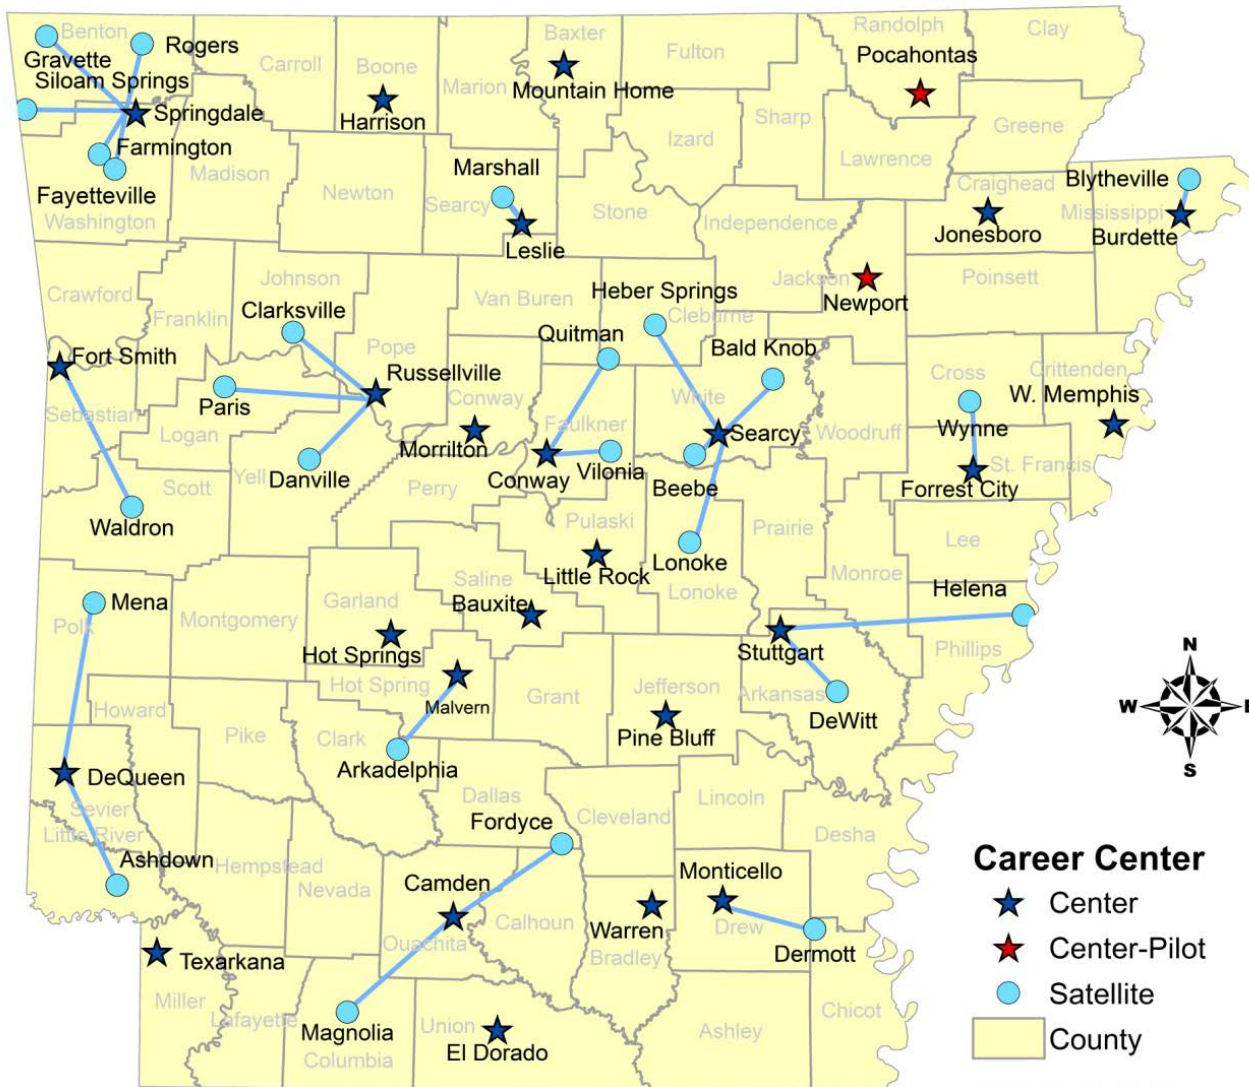 Benton
Gravette
Rogers
Siloam Springs
Springdale
Farmington
Fayetteville
Washington
Carroll
Boone
Harrison
Marion
Baxter
Mountain Home
Fulton
Randolph
Pocahontas
Clay
Sharp
Izard
Greene
Lawrence
Madison
Newton
Marshall
Searcy
Leslie
Stone
Independence
Craighead
Jonesboro
Blytheville
Mississippi
Burdette
Crawford
Franklin
Johnson
Clarksville
Van Buren
Heber Springs
Cleburne
Jackson
Newport
Poinsett
Quitman
Bald Knob
Fort Smith
Pope
Russellville
Sebastian
Paris
Logan
Conway
Morrilton
Faulkner
Conway
Vilonia
White
Searcy
Beebe
Woodruff
Cross
Wynne
Crittenden
W. Memphis
St. Francis
Forrest City
Yell
Danville
Scott
Waldron
Perry
Pulaski
Little Rock
Lonoke
Lonoke
Prairie
Monroe
Lee
Helena
Phillips
Mena
Polk
Montgomery
Garland
Hot Springs
Saline
Bauxite
Hot Spring
Malvern
Grant
Jefferson
Pine Bluff
Stuttgart
Arkansas
DeWitt
N
W
E
S
Howard
Pike
Clark
Arkadelphia
DeQueen
Sevier
Little River
Ashdown
Dallas
Fordyce
Cleveland
Lincoln
Desha
Hempstead
Nevada
Camden
Ouachita
Calhoun
Warren
Bradley
Monticello
Drew
Dermott
Texarkana
Miller
Lafayette
Magnolia
Columbia
Union
El Dorado
Ashley
Chicot
Career Center
Center
Center-Pilot
Satellite
County